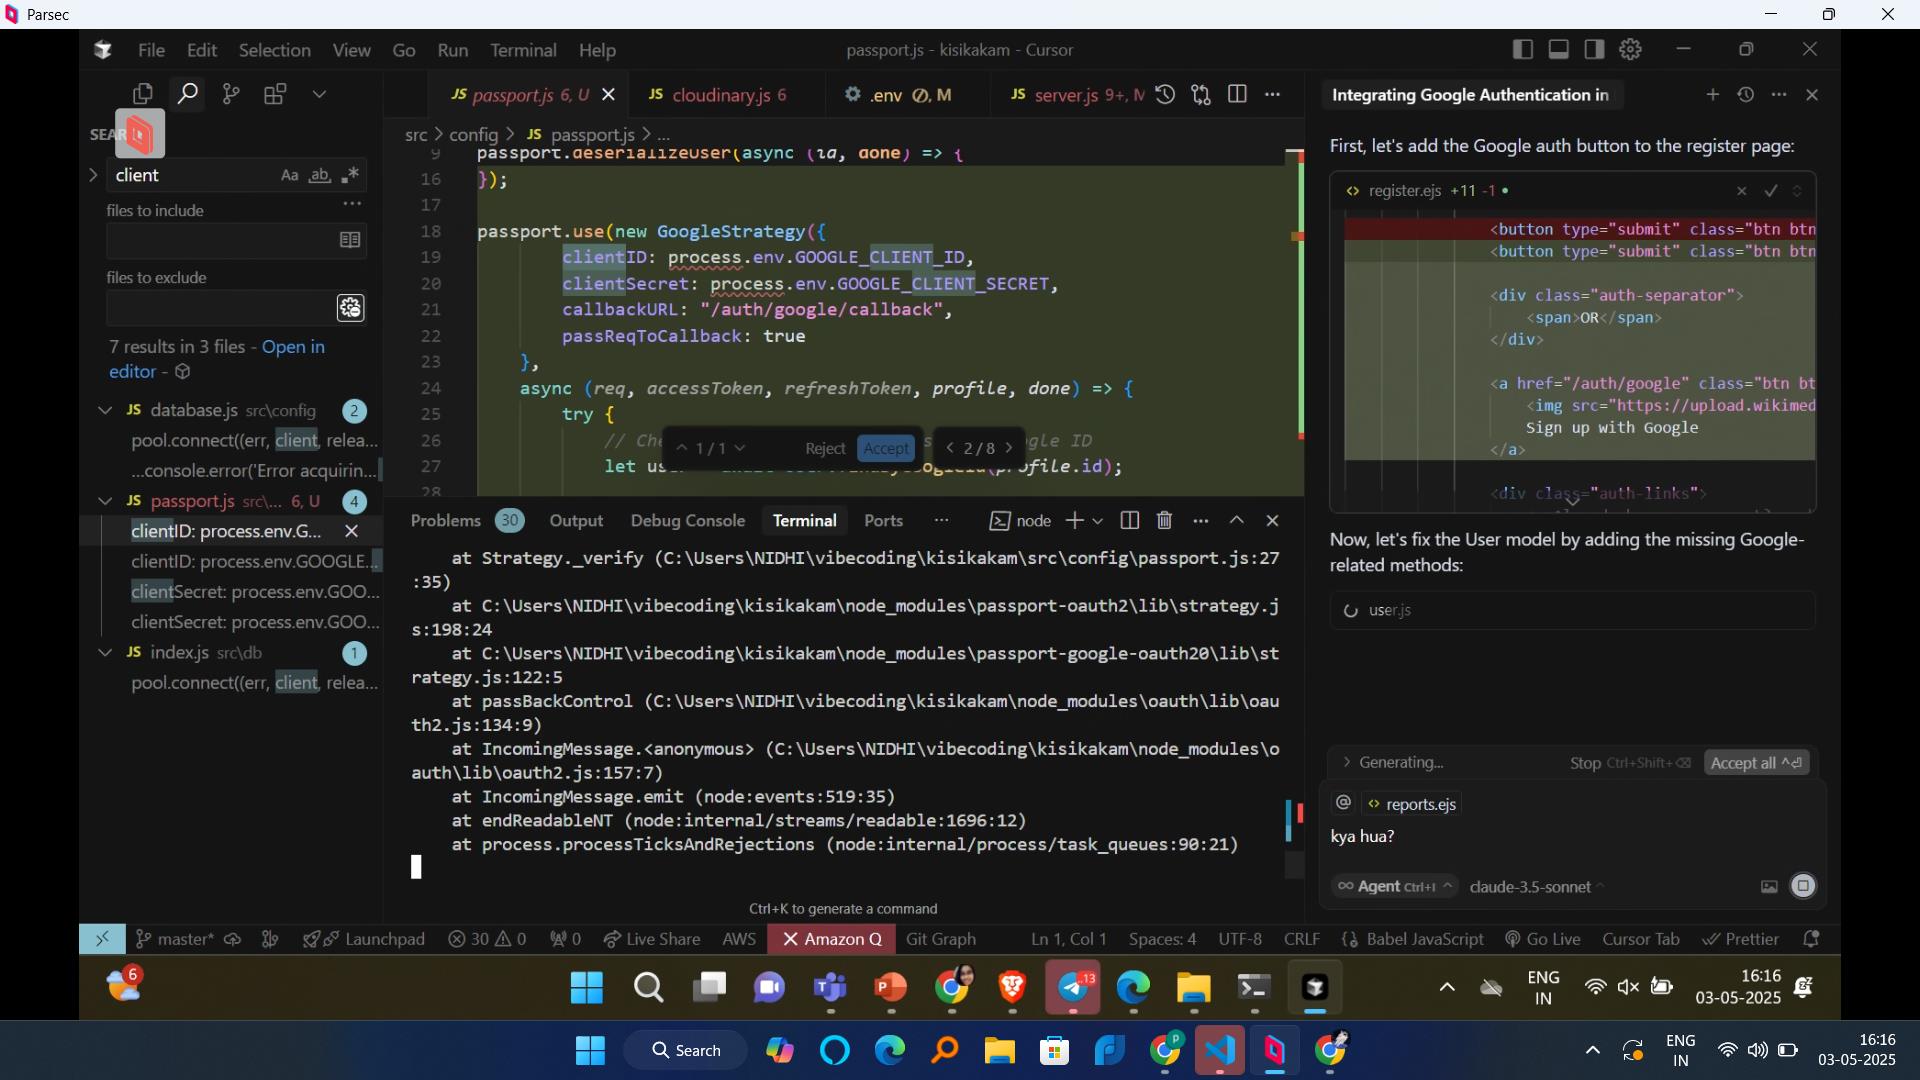 Parsec
File Edit Selection View Go Run Terminal Help
passport.js - kisikakam - Cursor
JS passport.js 6, U
JS cloudinary.js 6
.env M
JS server.js 9+, M
SEAR
client
Aa ab
files to include
files to exclude
7 results in 3 files - Open in
editor -
JS database.js src\config 2
pool.connect((err, client, relea...
...console.error('Error acquirin...
JS passport.js src\... 6, U 4
clientID: process.env.G...
clientID: process.env.GOOGLE...
clientSecret: process.env.GOO...
clientSecret: process.env.GOO...
JS index.js src\db 1
pool.connect((err, client, relea...
src > config > JS passport.js > ...
9 passport.deserializeUser(async (id, done) => {
16 });
17
18 passport.use(new GoogleStrategy({
19 clientID: process.env.GOOGLE_CLIENT_ID,
20 clientSecret: process.env.GOOGLE_CLIENT_SECRET,
21 callbackURL: "/auth/google/callback",
22 passReqToCallback: true
23 },
24 async (req, accessToken, refreshToken, profile, done) => {
25 try {
26 // Che gle ID
27 let us profile.id);
28
1/1 Reject Accept
2/8
Problems 30 Output Debug Console Terminal Ports ...
node
at Strategy._verify (C:\Users\NIDHI\vibecoding\kisikakam\src\config\passport.js:27
:35)
at C:\Users\NIDHI\vibecoding\kisikakam\node_modules\passport-oauth2\lib\strategy.j
s:198:24
at C:\Users\NIDHI\vibecoding\kisikakam\node_modules\passport-google-oauth20\lib\st
rategy.js:122:5
at passBackControl (C:\Users\NIDHI\vibecoding\kisikakam\node_modules\oauth\lib\oau
th2.js:134:9)
at IncomingMessage.<anonymous> (C:\Users\NIDHI\vibecoding\kisikakam\node_modules\o
auth\lib\oauth2.js:157:7)
at IncomingMessage.emit (node:events:519:35)
at endReadableNT (node:internal/streams/readable:1696:12)
at process.processTicksAndRejections (node:internal/process/task_queues:90:21)
Ctrl+K to generate a command
Integrating Google Authentication in
First, let's add the Google auth button to the register page:
register.ejs +11 -1
<button type="submit" class="btn btn
<button type="submit" class="btn btn
<div class="auth-separator">
<span>OR</span>
</div>
<a href="/auth/google" class="btn bt
<img src="https://upload.wikimed
Sign up with Google
</a>
<div class="auth-links">
Now, let's fix the User model by adding the missing Google-
related methods:
user.js
Generating...
Stop Ctrl+Shift+⌫
Accept all ^⏎
@ reports.ejs
kya hua?
∞ Agent Ctrl+I
claude-3.5-sonnet
master*
Launchpad
30 0
0
Live Share
AWS
Amazon Q
Git Graph
Ln 1, Col 1
Spaces: 4
UTF-8
CRLF
Babel JavaScript
Go Live
Cursor Tab
Prettier
6
13
ENG
IN
16:16
03-05-2025
Search
P
ENG
IN
16:16
03-05-2025